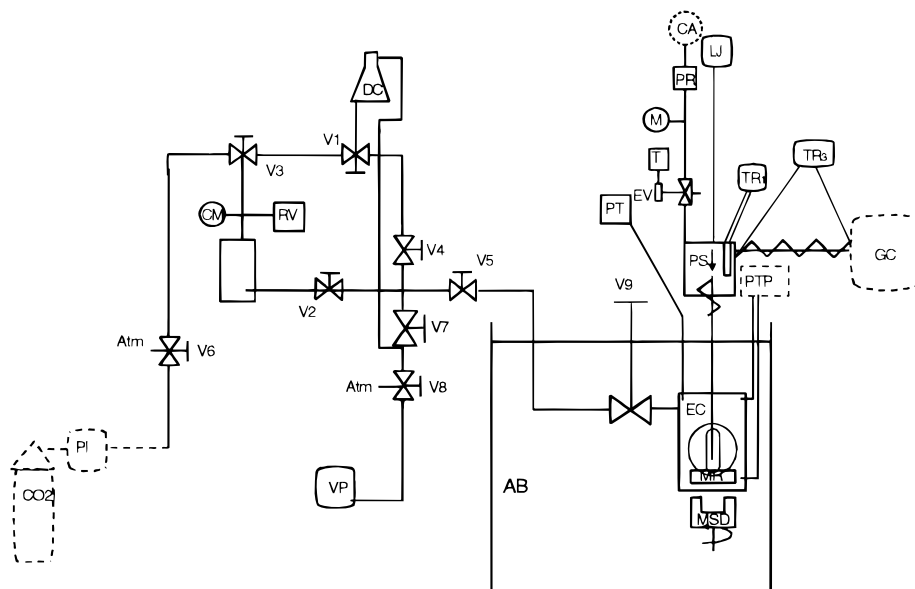 CA
LJ
PR
DC
M
V1
TR3
T
TR1
V3
EV
PT
CM
RV
V4
PS
GC
V5
PTP
V2
V9
V7
Atm
V6
Atm
V8
EC
PI
CO2
VP
AB
MR
MSD